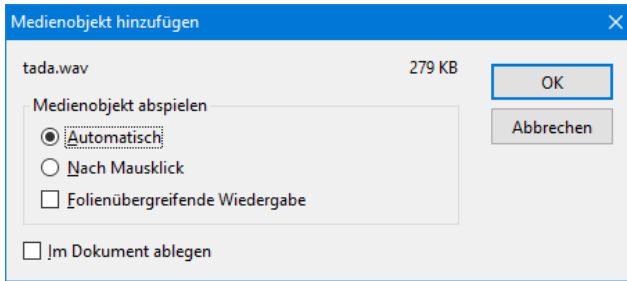 Medienobjekt hinzufügen
tada.wav 279 KB
OK
Medienobjekt abspielen
Automatisch
Abbrechen
Nach Mausklick
Folienübergreifende Wiedergabe
Im Dokument ablegen